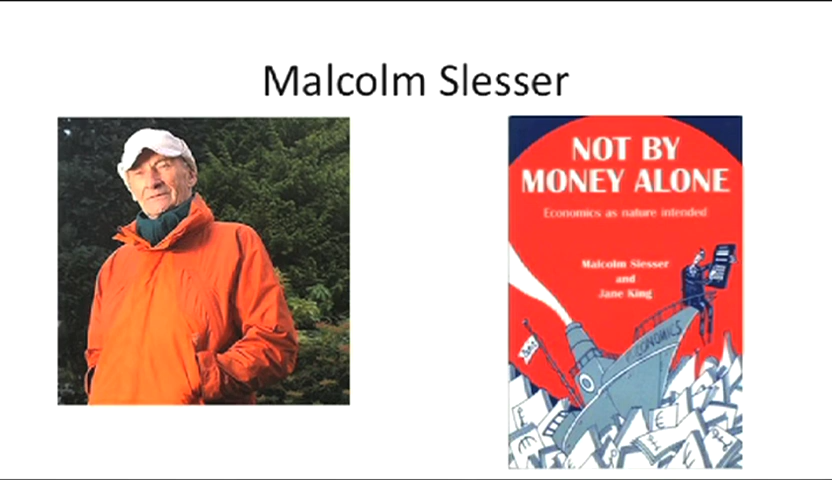 Malcolm Slesser
NOT BY
MONEY ALONE
Economics as nature intended
Malcolm Slesser
and
Jane King
ECONOMICS